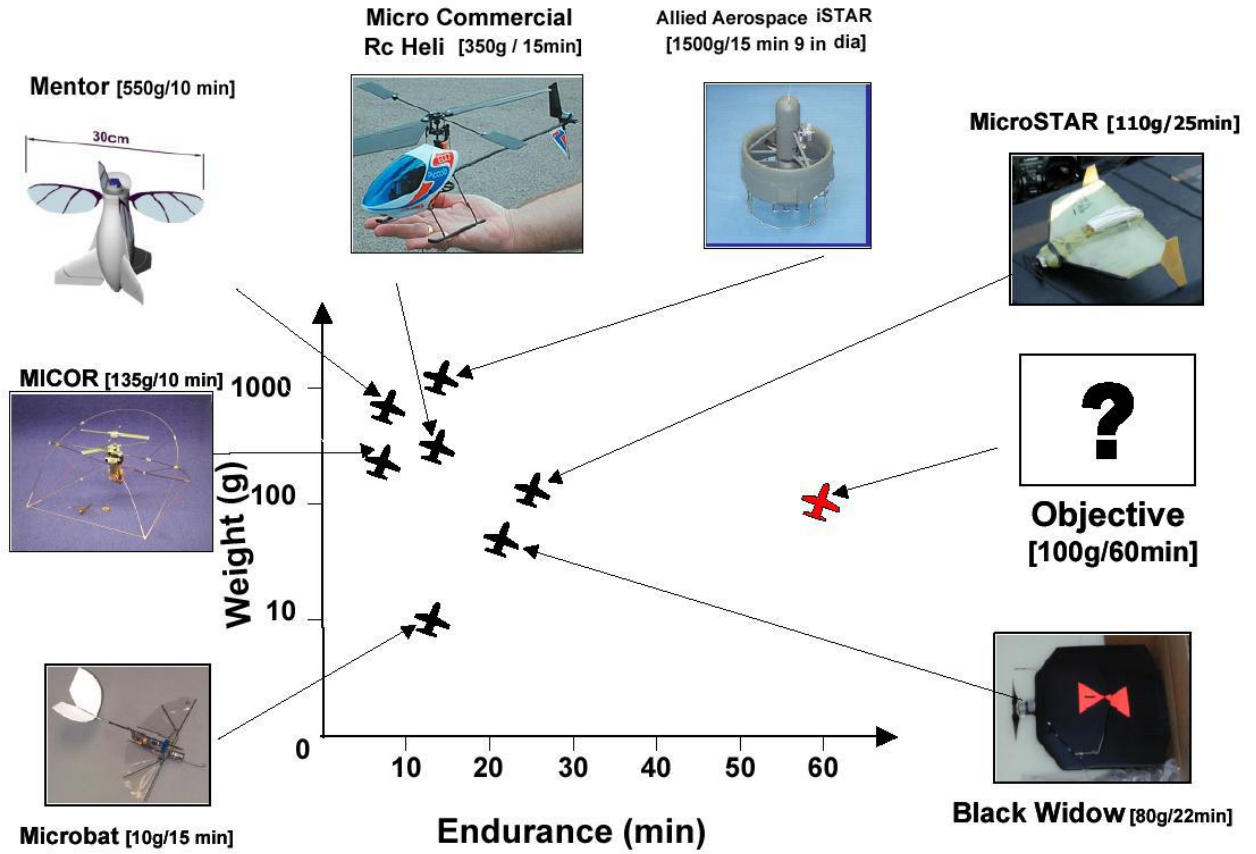 Micro Commercial
Rc Heli [350g / 15min]
Allied Aerospace iSTAR
[1500g/15 min 9 in dia]
Mentor [550g/10 min]
30cm
MicroSTAR [110g/25min]
MICOR [135g/10 min]
Piccolo
1000
100
10
0
Weight (g)
?
Objective
[100g/60min]
10 20 30 40 50 60
Endurance (min)
Microbat [10g/15 min]
Black Widow [80g/22min]